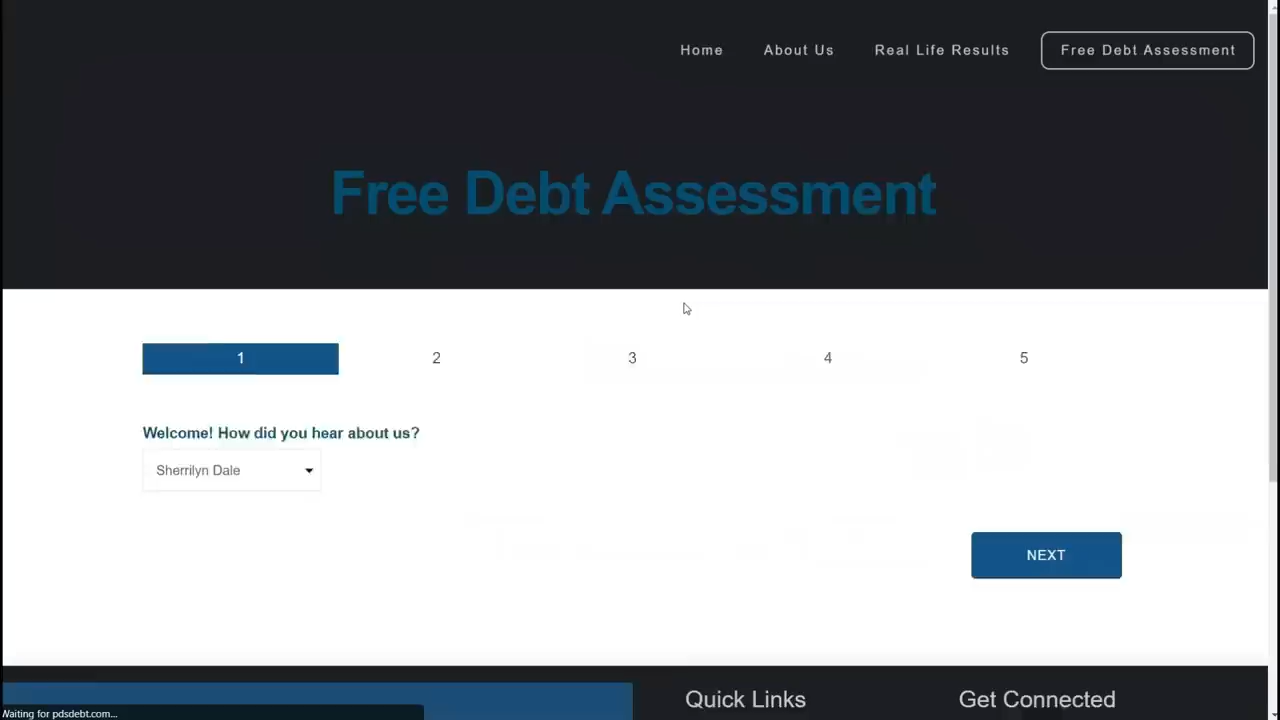 Home About Us Real Life Results Free Debt Assessment
Free Debt Assessment
1 2 3 4 5
Welcome! How did you hear about us?
Sherrilyn Dale
NEXT
Quick Links Get Connected
Waiting for pdsdebt.com...